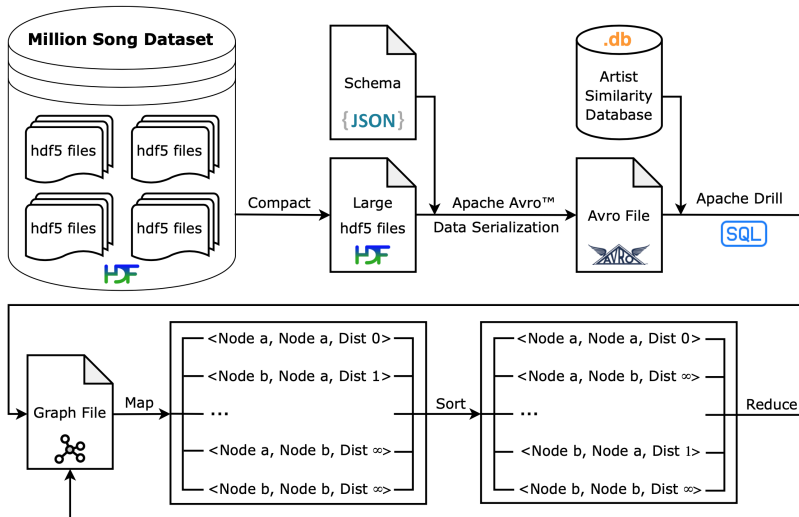 Million Song Dataset
hdf5 files
hdf5 files
hdf5 files
hdf5 files
HDF
Compact
Schema
{JSON}
Large
hdf5 files
HDF
Apache Avro™
Data Serialization
.db
Artist
Similarity
Database
Avro File
AVRO
Apache Drill
SQL
Graph File
Map
<Node a, Node a, Dist 0>
<Node b, Node a, Dist 1>
...
<Node a, Node b, Dist ∞>
<Node b, Node b, Dist ∞>
Sort
<Node a, Node a, Dist 0>
<Node a, Node b, Dist ∞>
...
<Node b, Node a, Dist 1>
<Node b, Node b, Dist ∞>
Reduce